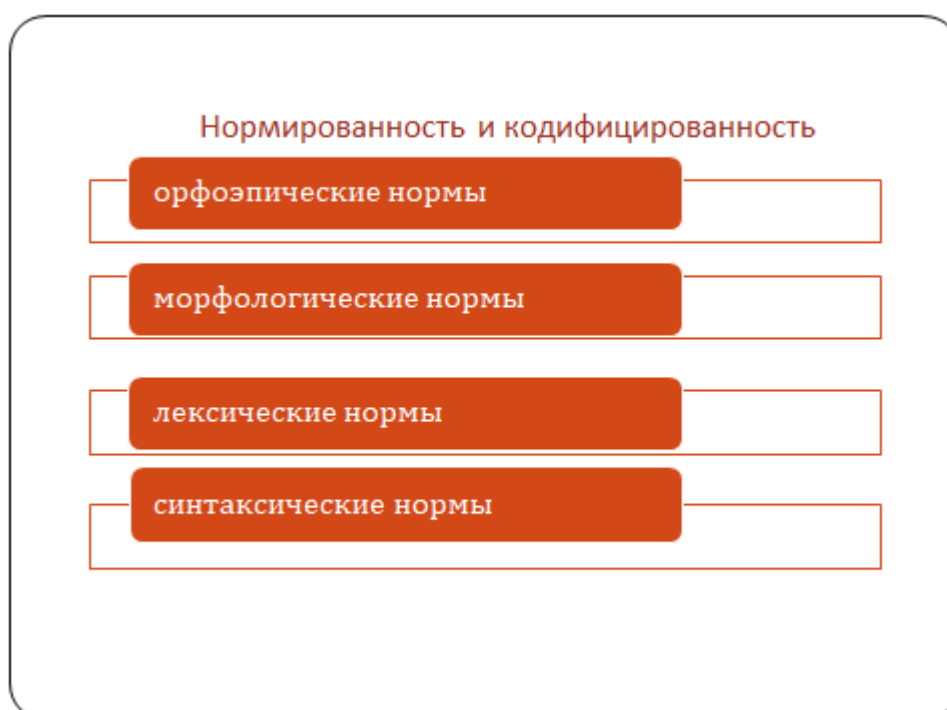 Нормированность и кодифицированность
орфоэпические нормы
морфологические нормы
лексические нормы
синтаксические нормы